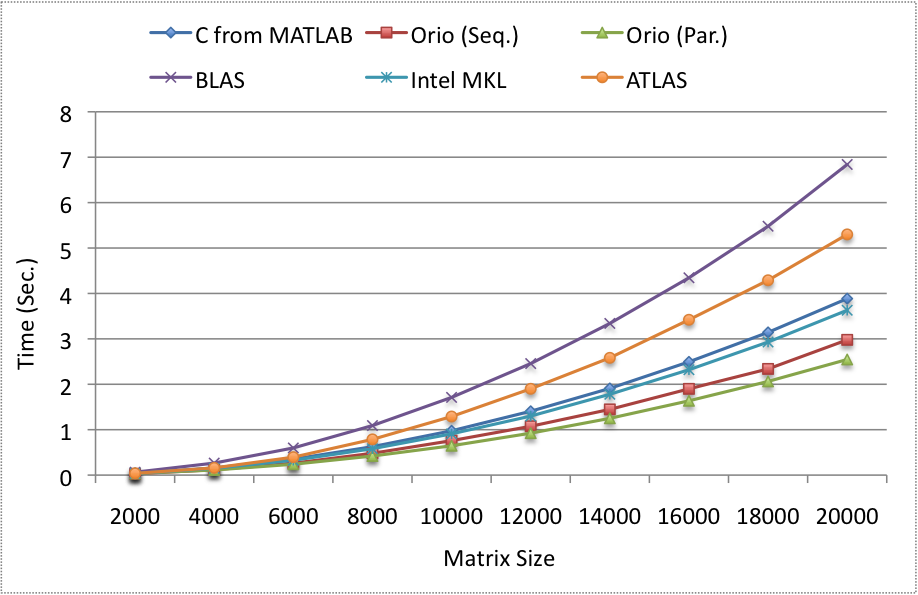 C from MATLAB Orio (Seq.) Orio (Par.)
BLAS Intel MKL ATLAS
8
7
6
5
4
3
2
1
0
Time (Sec.)
2000 4000 6000 8000 10000 12000 14000 16000 18000 20000
Matrix Size